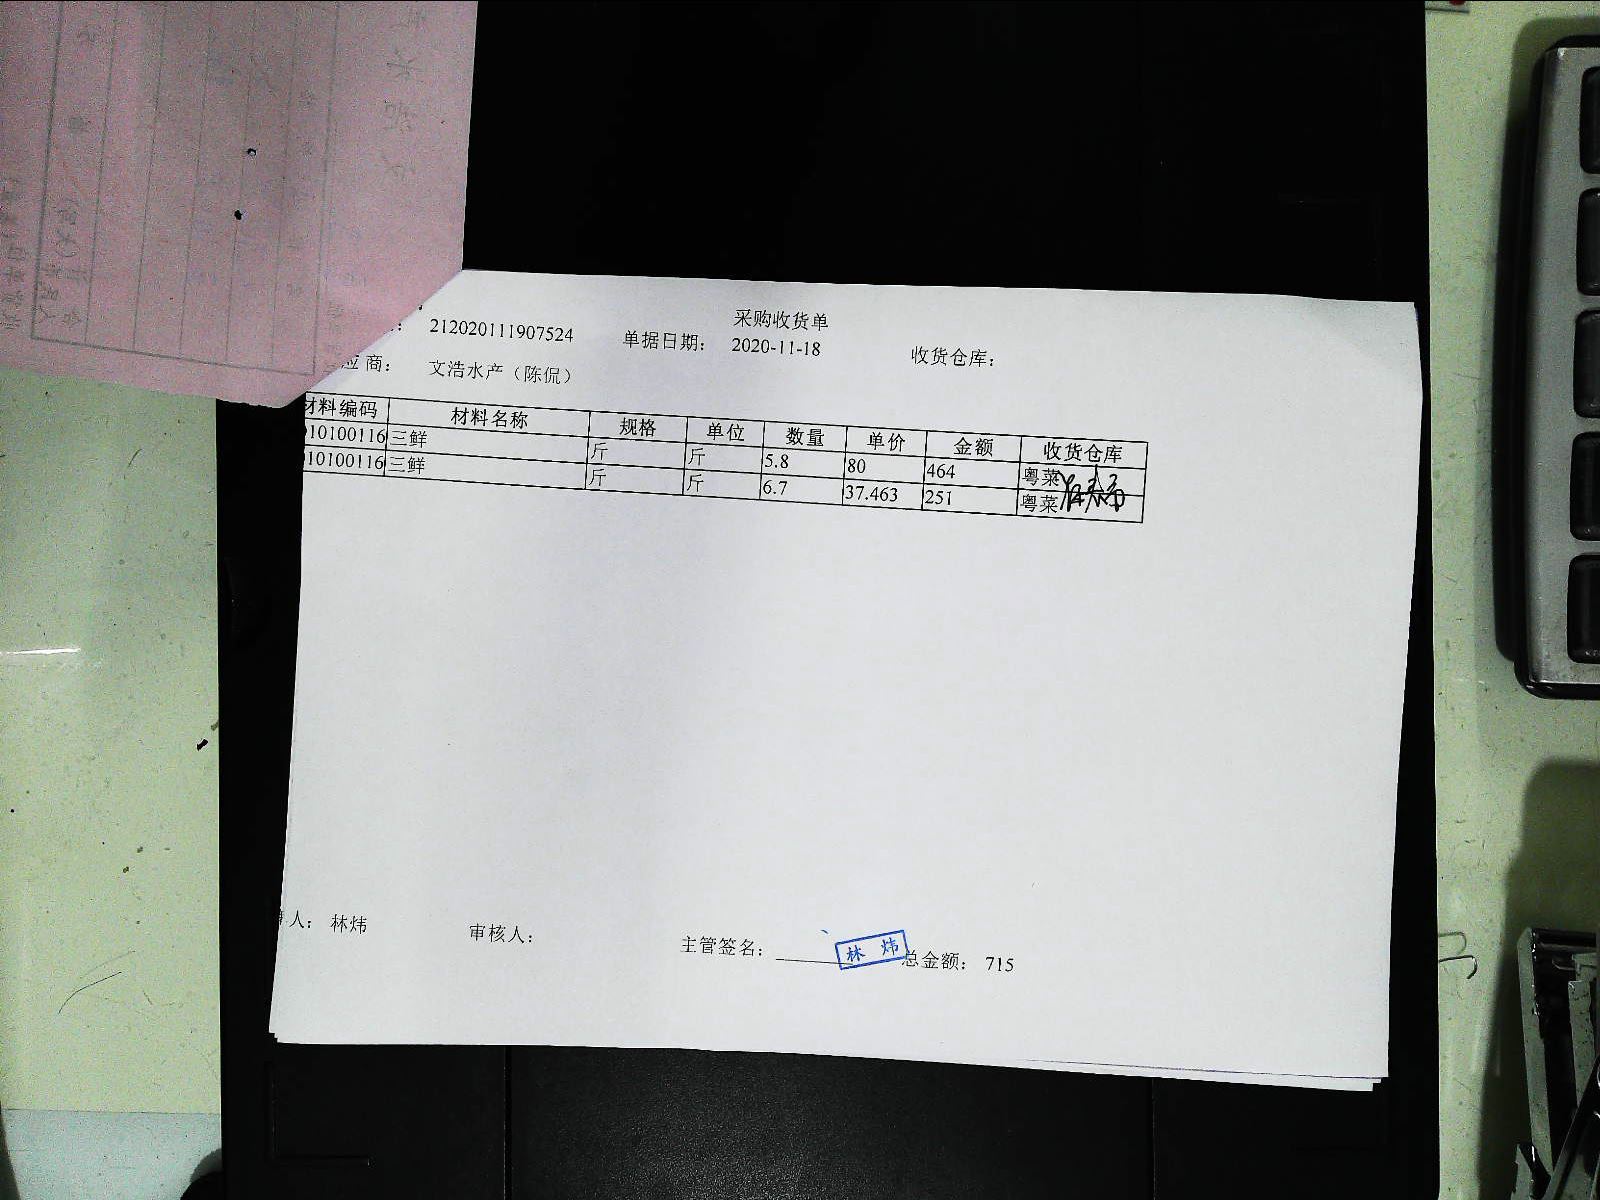 采购收货单
212020111907524 单据日期: 2020-11-18 收货仓库:
应商: 文浩水产（陈侃）
材料编码 材料名称 规格 单位 数量 单价 金额 收货仓库
10100116 三鲜 斤 斤 5.8 80 464 粤菜
10100116 三鲜 斤 斤 6.7 37.463 251 粤菜
人: 林炜 审核人: 主管签名: 林炜 总金额: 715